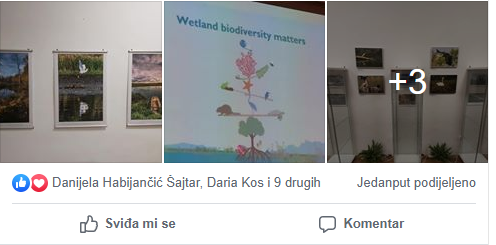 Wetland biodiversity matters
+3
Danijela Habijančić Šajtar, Daria Kos i 9 drugih
Jedanput podijeljeno
Sviđa mi se
Komentar